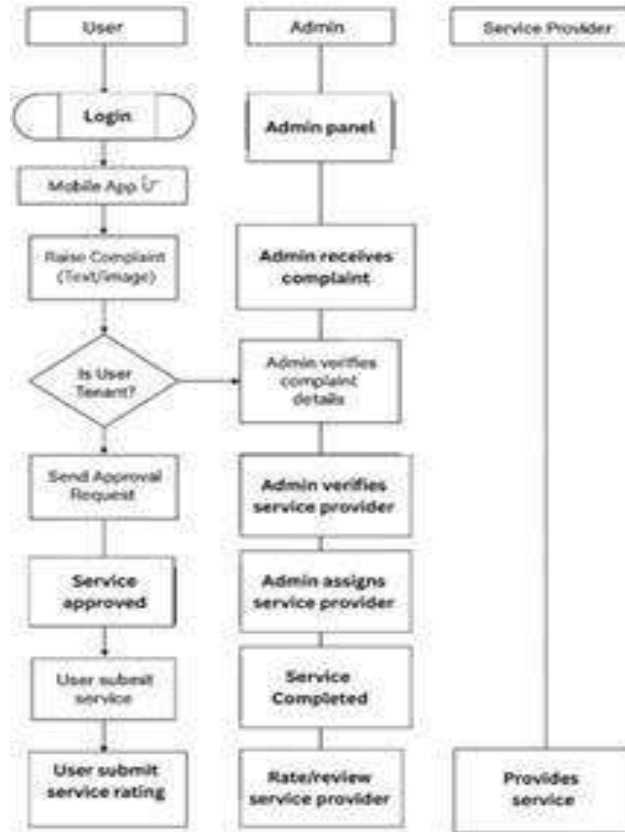 User
Admin
Service Provider
Login
Admin panel
Mobile App
Raise Complaint
(Text/image)
Admin receives
complaint
Is User
Tenant?
Admin verifies
complaint
details
Send Approval
Request
Admin verifies
service provider
Service
approved
Admin assigns
service provider
User submit
service
Service
Completed
User submit
service rating
Rate/review
service provider
Provides
service